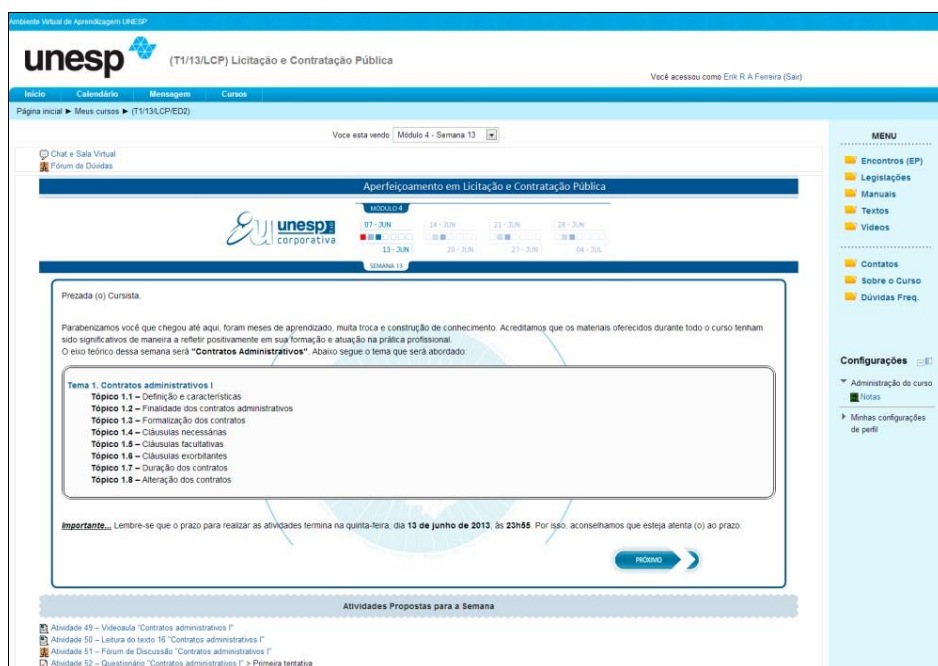 Ambiente Virtual de Aprendizagem UNESP
unesp
(T1/13/LCP) Licitação e Contratação Pública
Você acessou como Erik R A Ferreira (Sair)
Início Calendário Mensagem Cursos
Página inicial ► Meus cursos ► (T1/13/LCP/ED2)
Voce esta vendo Módulo 4 - Semana 13
Chat e Sala Virtual
Fórum de Dúvidas
Aperfeiçoamento em Licitação e Contratação Pública
unesp
corporativa
MÓDULO 4
07 - JUN 14 - JUN 21 - JUN 28 - JUN
13 - JUN 20 - JUN 27 - JUN 04 - JUL
SEMANA 13
Prezada (o) Cursista,
Parabenizamos você que chegou até aqui, foram meses de aprendizado, muita troca e construção de conhecimento. Acreditamos que os materiais oferecidos durante todo o curso tenham
sido significativos de maneira a refletir positivamente em sua formação e atuação na prática profissional.
O eixo teórico dessa semana será "Contratos Administrativos". Abaixo segue o tema que será abordado:
Tema 1. Contratos administrativos I
Tópico 1.1 – Definição e características
Tópico 1.2 – Finalidade dos contratos administrativos
Tópico 1.3 – Formalização dos contratos
Tópico 1.4 – Cláusulas necessárias
Tópico 1.5 – Cláusulas facultativas
Tópico 1.6 – Cláusulas exorbitantes
Tópico 1.7 – Duração dos contratos
Tópico 1.8 – Alteração dos contratos
Importante... Lembre-se que o prazo para realizar as atividades termina na quinta-feira, dia 13 de junho de 2013, às 23h55. Por isso, aconselhamos que esteja atenta (o) ao prazo.
PRÓXIMO
Atividades Propostas para a Semana
Atividade 49 – Videoaula "Contratos administrativos I"
Atividade 50 – Leitura do texto 16 "Contratos administrativos I"
Atividade 51 – Fórum de Discussão "Contratos administrativos I"
Atividade 52 – Questionário "Contratos administrativos I" > Primeira tentativa
MENU
Encontros (EP)
Legislações
Manuais
Textos
Vídeos
Contatos
Sobre o Curso
Dúvidas Freq.
Configurações
Administração do curso
Notas
Minhas configurações
de perfil